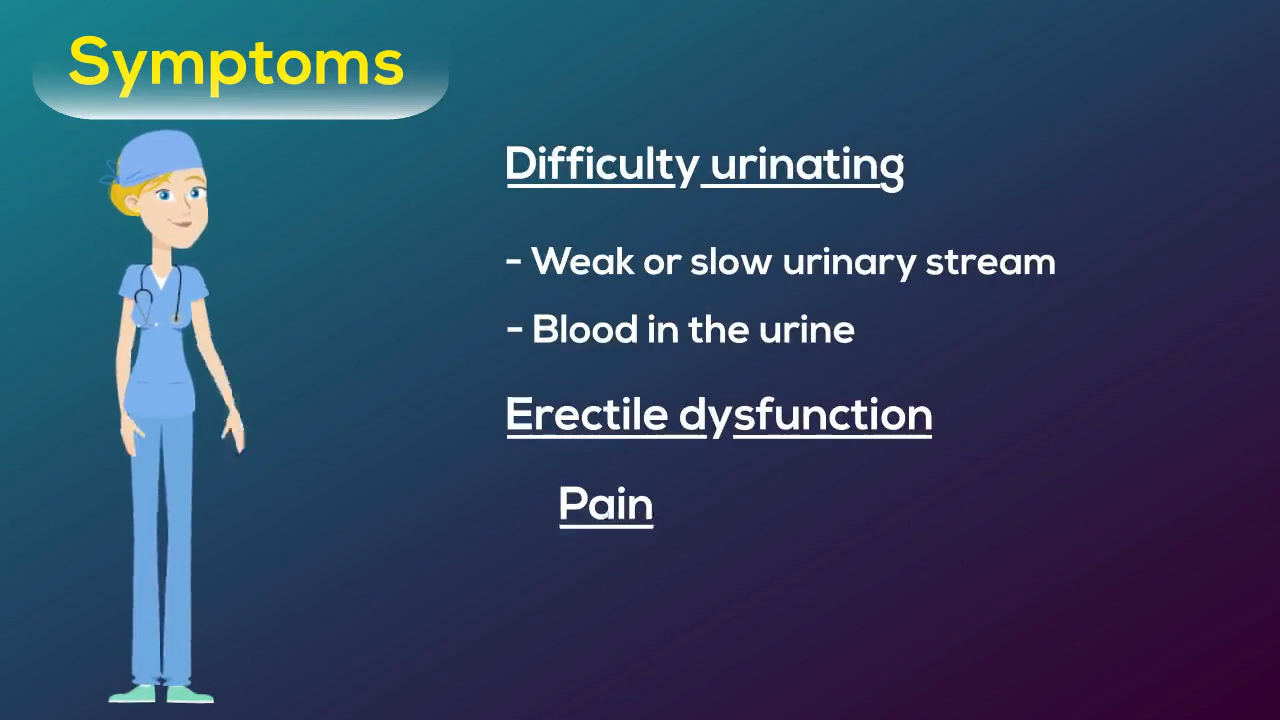 Symptoms
Difficulty urinating
- Weak or slow urinary stream
- Blood in the urine
Erectile dysfunction
Pain